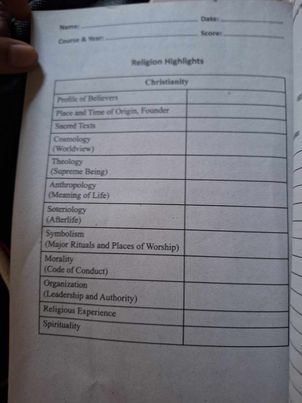 Name: ____________ Date: ____________
Course & Year: ____________ Score: ____________
Religion Highlights
Christianity
Profile of Believers
Place and Time of Origin, Founder
Sacred Texts
Cosmology
(Worldview)
Theology
(Supreme Being)
Anthropology
(Meaning of Life)
Soteriology
(Afterlife)
Symbolism
(Major Rituals and Places of Worship)
Morality
(Code of Conduct)
Organization
(Leadership and Authority)
Religious Experience
Spirituality